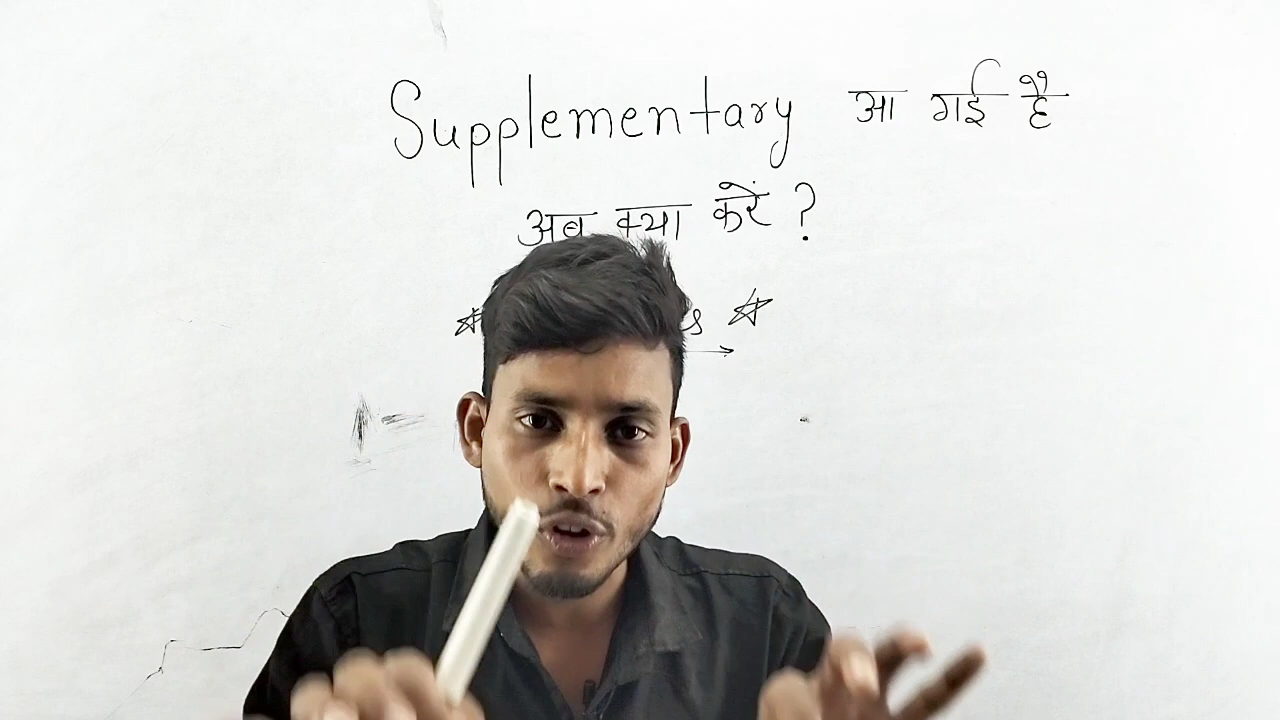 Supplementary आ गई है
अब क्या करें ?